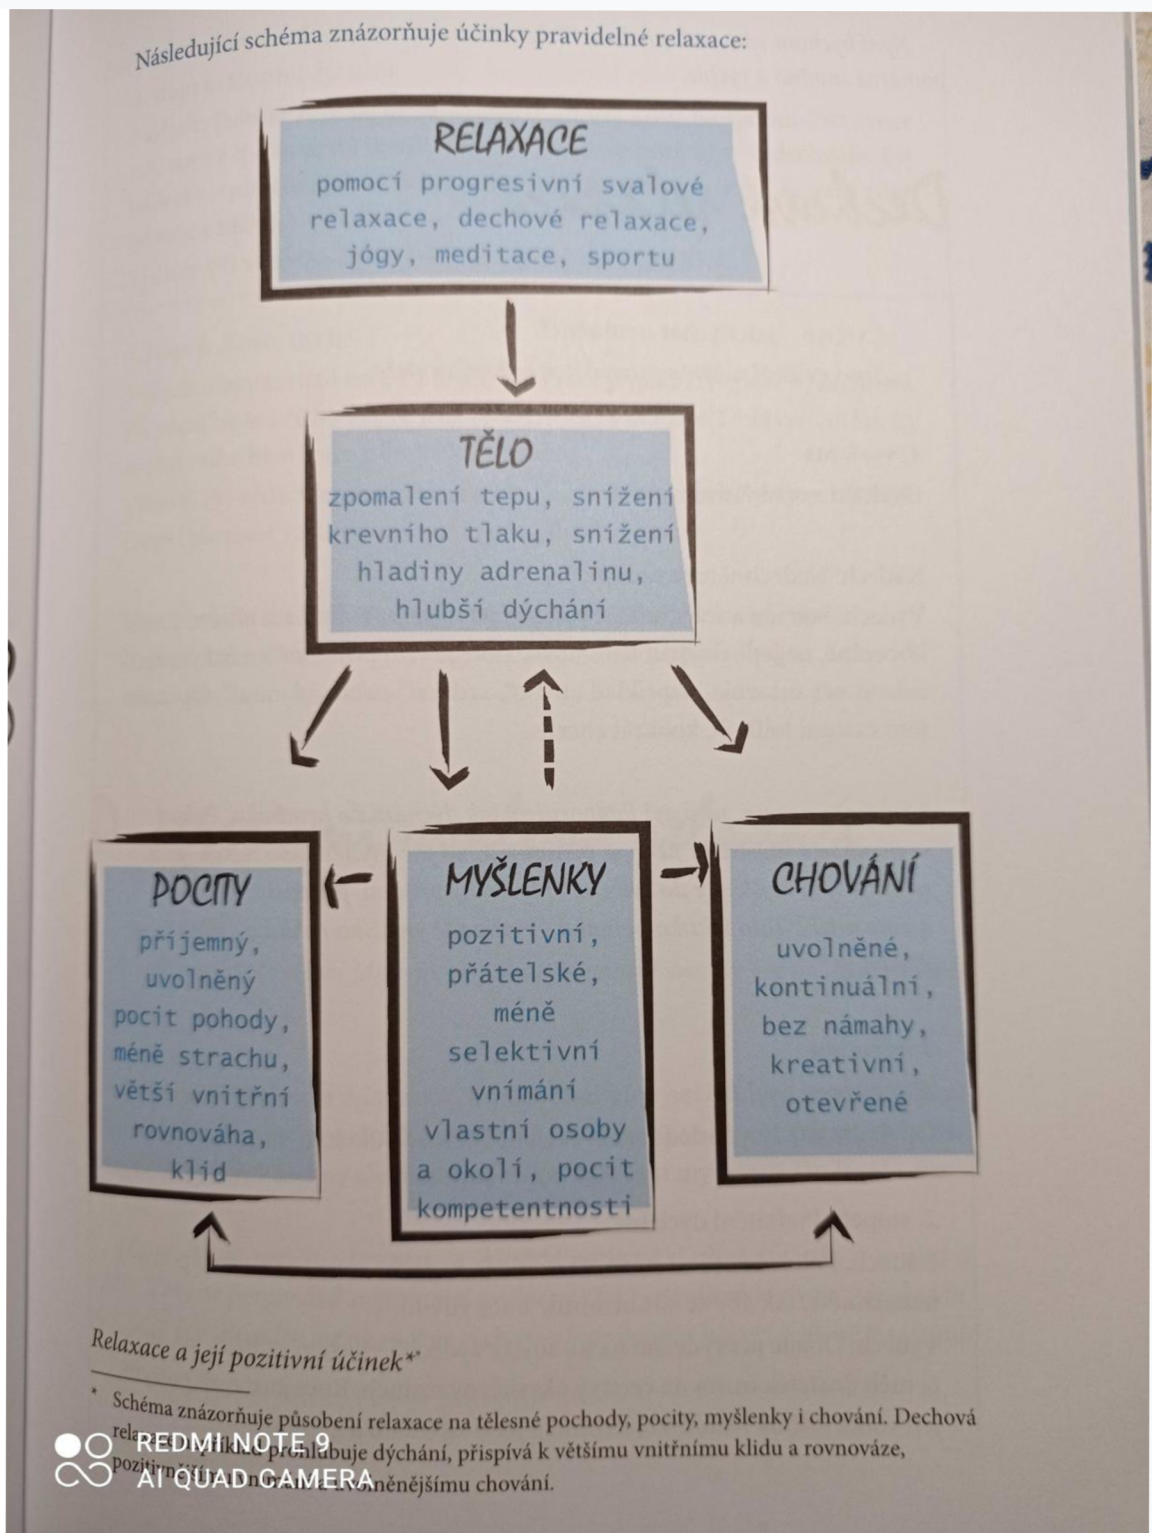 Následující schéma znázorňuje účinky pravidelné relaxace:
RELAXACE
pomocí progresivní svalové
relaxace, dechové relaxace,
jógy, meditace, sportu
TĚLO
zpomalení tepu, snížení
krevního tlaku, snížení
hladiny adrenalinu,
hlubší dýchání
POCITY
příjemný,
uvolněný
pocit pohody,
méně strachu,
větší vnitřní
rovnováha,
klid
MYŠLENKY
pozitivní,
přátelské,
méně
selektivní
vnímání
vlastní osoby
a okolí, pocit
kompetentnosti
CHOVÁNÍ
uvolněné,
kontinuální,
bez námahy,
kreativní,
otevřené
Relaxace a její pozitivní účinek**
* Schéma znázorňuje působení relaxace na tělesné pochody, pocity, myšlenky i chování. Dechová
prohlubuje dýchání, přispívá k většímu vnitřnímu klidu a rovnováze,
chování.
REDMI NOTE 9
AI QUAD CAMERA